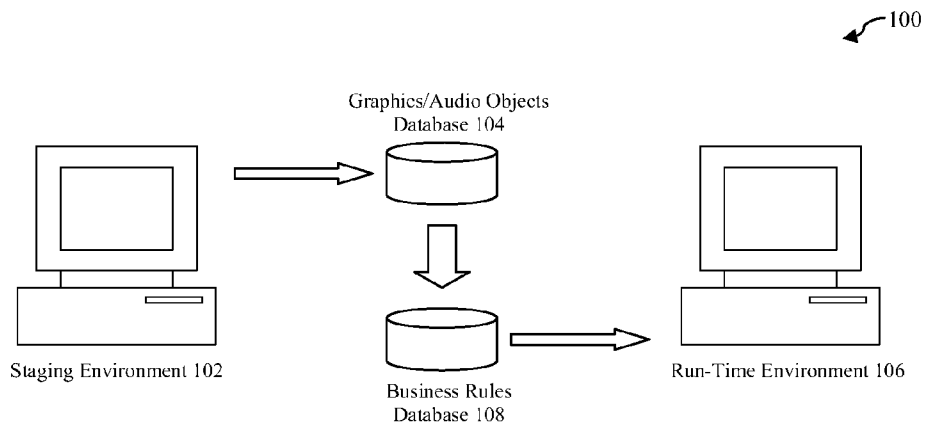 100
Graphics/Audio Objects
Database 104
Staging Environment 102
Run-Time Environment 106
Business Rules
Database 108